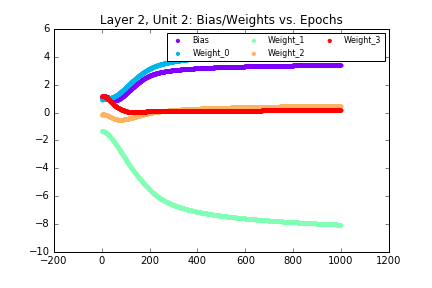 Layer 2, Unit 2: Bias/Weights vs. Epochs
Bias Weight_1 Weight_3
Weight_0 Weight_2
6
4
2
0
−2
−4
−6
−8
−10
−200 0 200 400 600 800 1000 1200